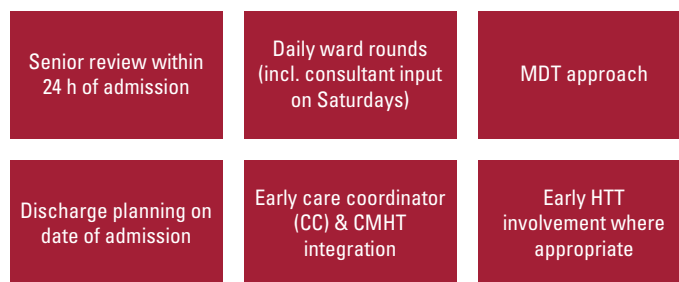 Senior review within
24 h of admission
Daily ward rounds
(incl. consultant input
on Saturdays)
MDT approach
Discharge planning on
date of admission
Early care coordinator
(CC) & CMHT
integration
Early HTT
involvement where
appropriate